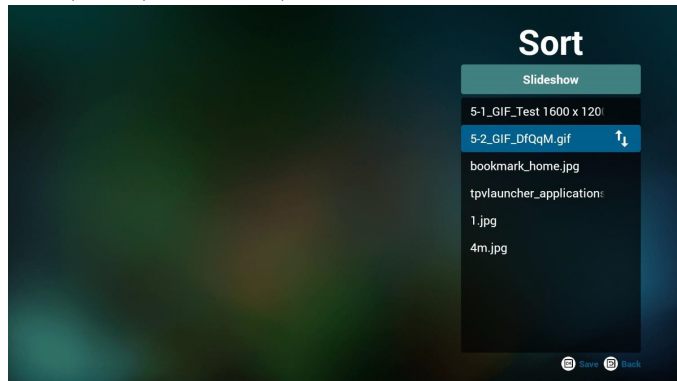 Sort
Slideshow
5-1_GIF_Test 1600 x 120
5-2_GIF_DfQqM.gif
bookmark_home.jpg
tpvlauncher_applications
1.jpg
4m.jpg
Save Back